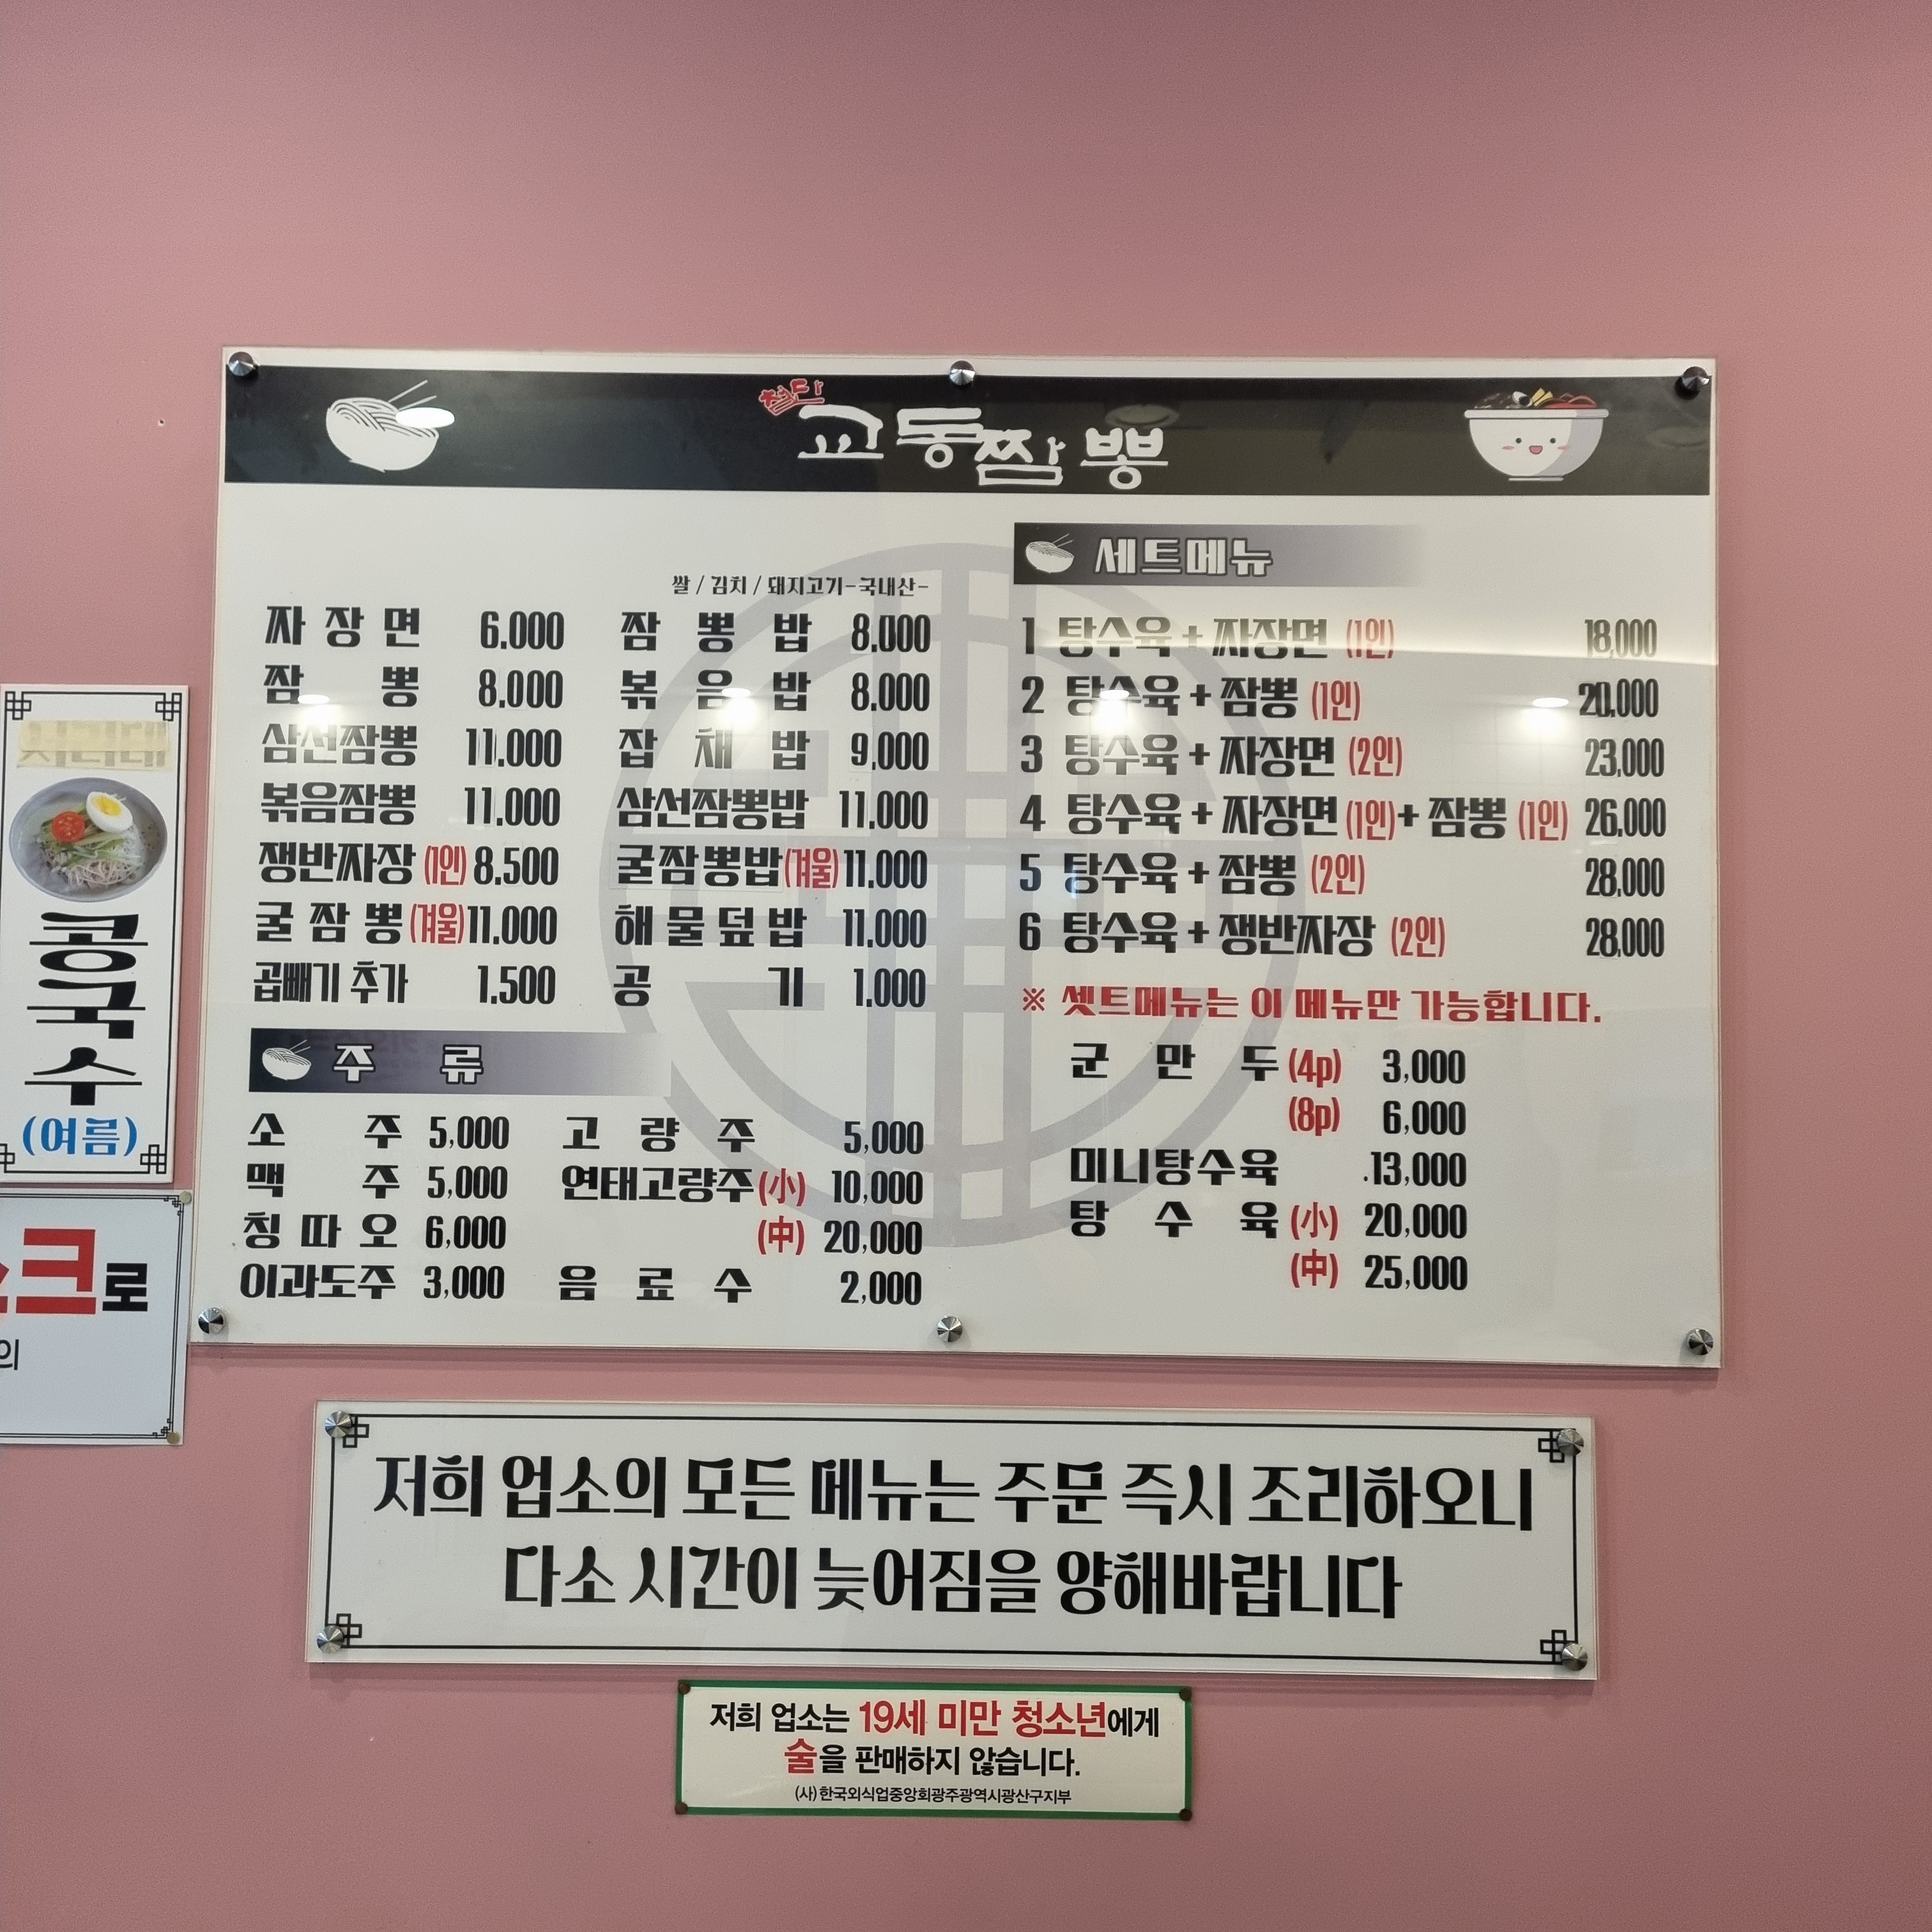 첨단
교동짬뽕
쌀 / 김치 / 돼지고기-국내산-
짜장면 6.000
짬뽕 8.000
삼선짬뽕 11.000
볶음짬뽕 11.000
쟁반짜장 (1인) 8.500
굴짬뽕 (겨울) 11.000
곱빼기 추가 1.500
짬뽕밥 8.000
볶음밥 8.000
잡채밥 9.000
삼선짬뽕밥 11.000
굴짬뽕밥 (겨울) 11.000
해물덮밥 11.000
공기 1.000
주류
소주 5,000
맥주 5,000
칭따오 6,000
이과도주 3,000
고량주 5,000
연태고량주 (小) 10,000
(中) 20,000
음료수 2,000
세트메뉴
1 탕수육 + 짜장면 (1인) 18,000
2 탕수육 + 짬뽕 (1인) 20,000
3 탕수육 + 짜장면 (2인) 23,000
4 탕수육 + 짜장면 (1인) + 짬뽕 (1인) 26.000
5 탕수육 + 짬뽕 (2인) 28,000
6 탕수육 + 쟁반짜장 (2인) 28,000
※ 셋트메뉴는 이 메뉴만 가능합니다.
군만두 (4p) 3,000
(8p) 6,000
미니탕수육 .13,000
탕수육 (小) 20,000
(中) 25,000
콩국수
(여름)
크로
의
저희 업소의 모든 메뉴는 주문 즉시 조리하오니
다소 시간이 늦어짐을 양해바랍니다
저희 업소는 19세 미만 청소년에게
술을 판매하지 않습니다.
(사)한국외식업중앙회광주광역시광산구지부